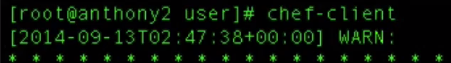 [root@anthony2 user]# chef-client
[2014-09-13T02:47:38+00:00] WARN:
* * * * * * * * * * * * * * * * * *